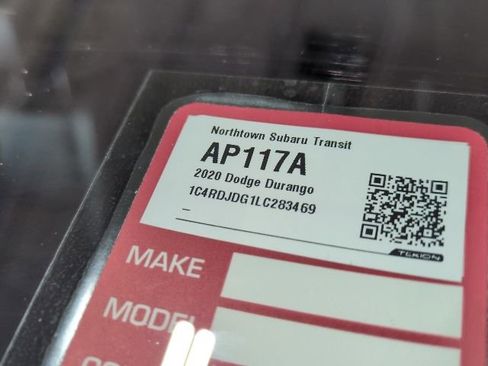 Northtown Subaru Transit
AP117A
2020 Dodge Durango
1C4RDJDG1LC283469
–
TEKION
MAKE
MODEL